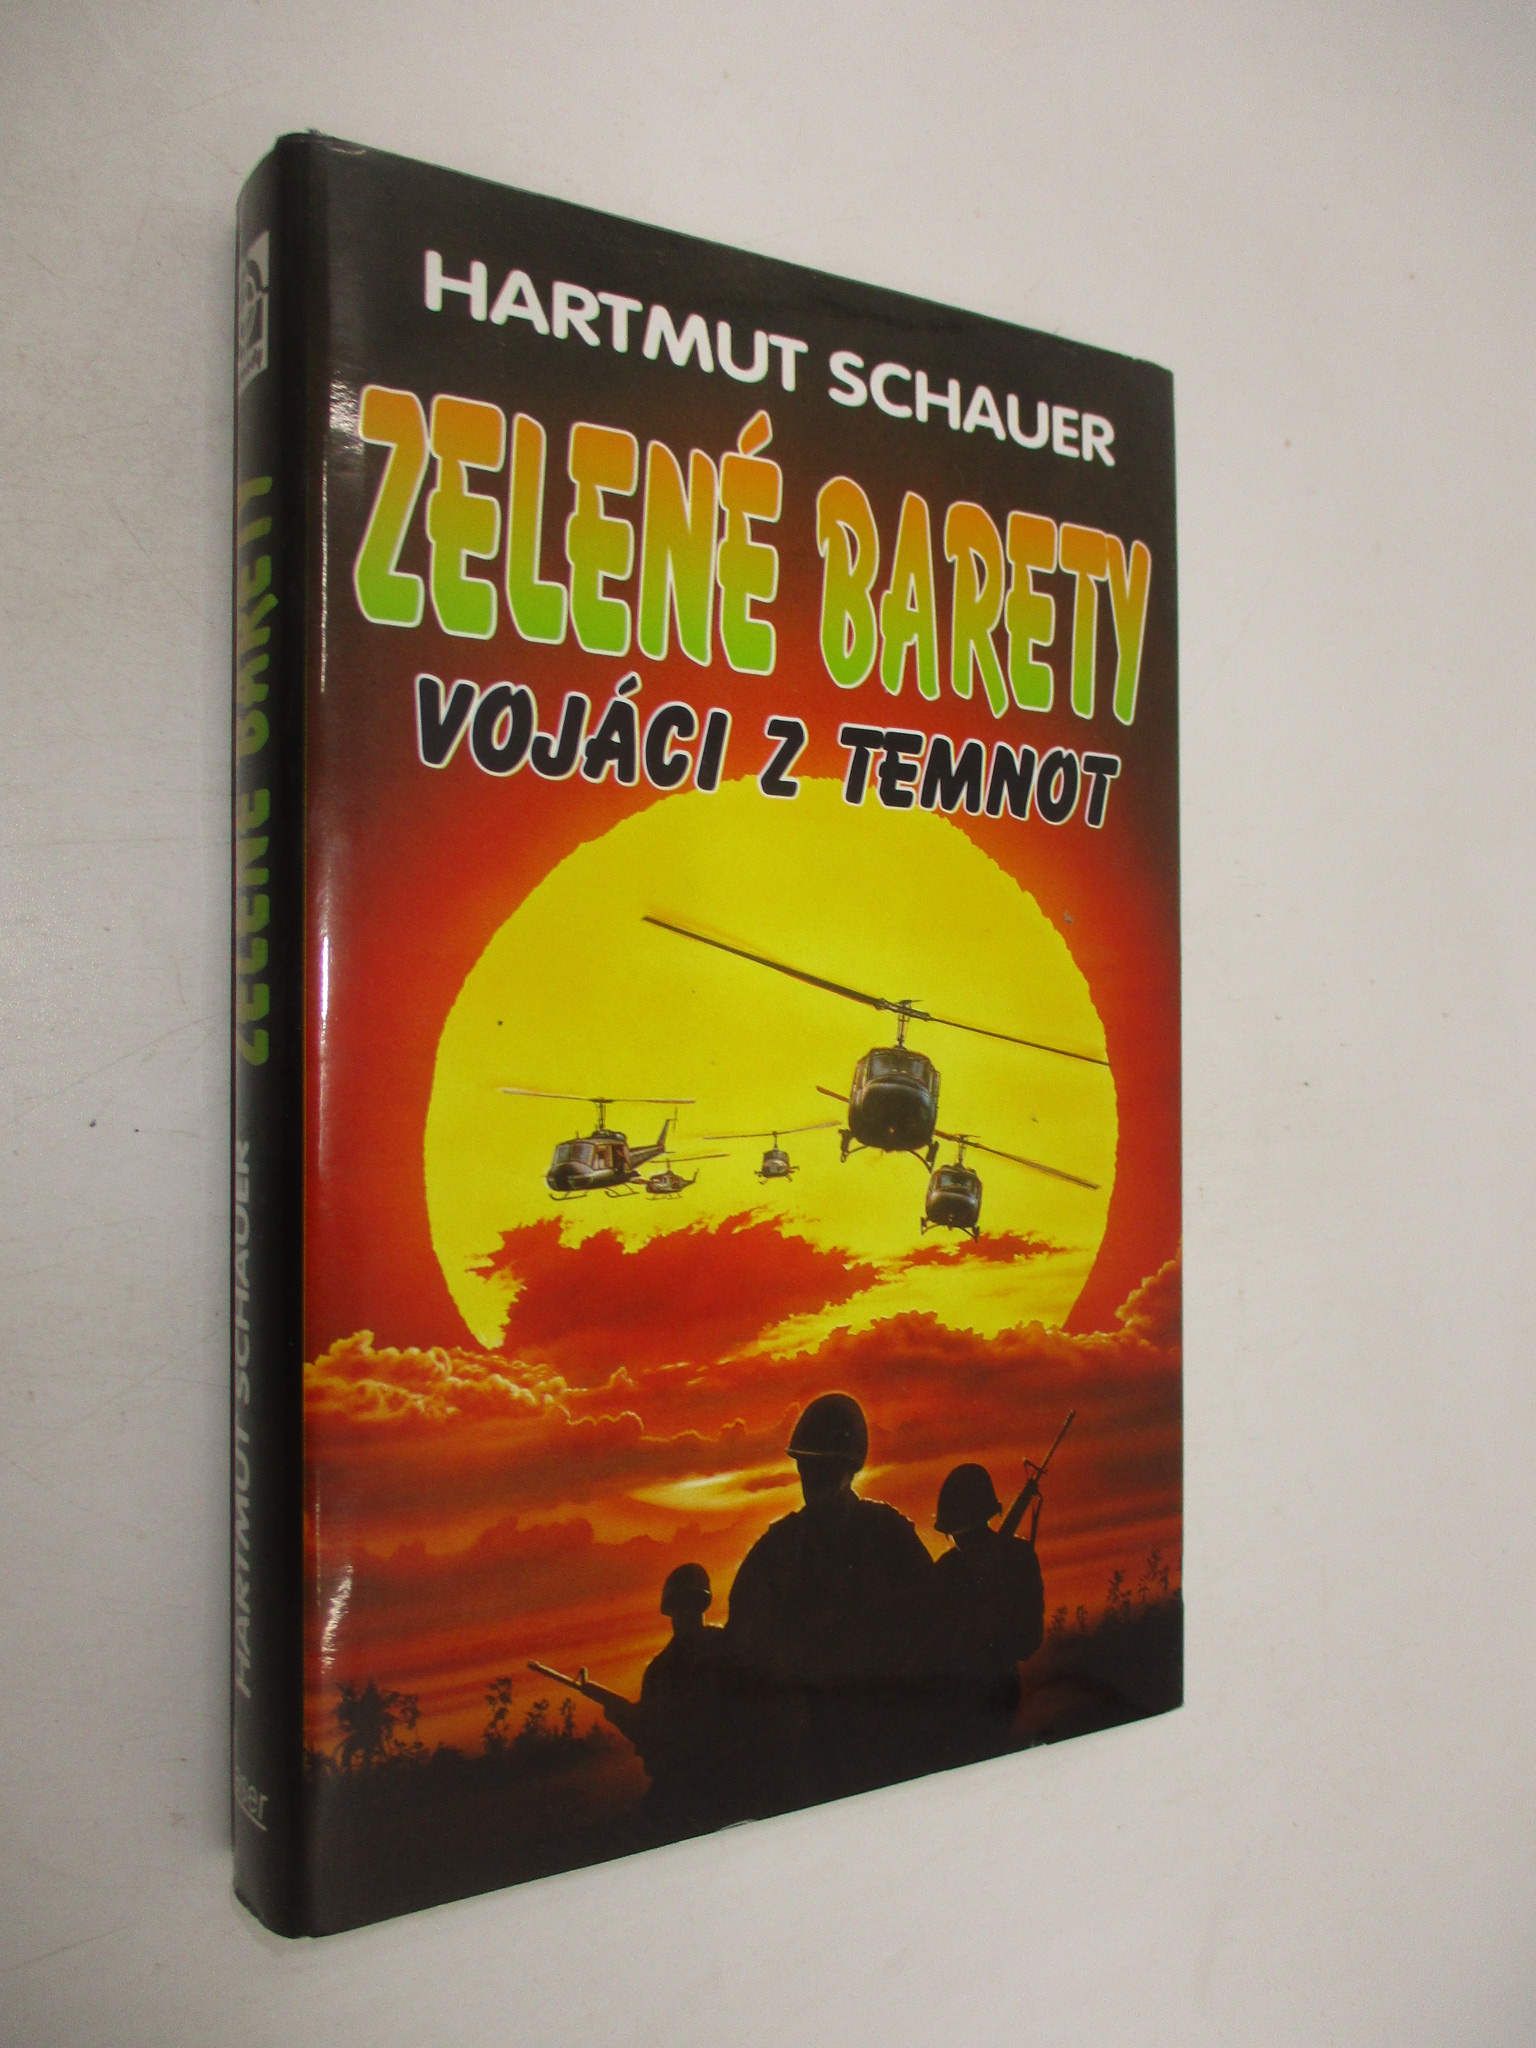 HARTMUT SCHAUER
ZELENÉ BARETY
VOJÁCI Z TEMNOT
HARTMUT SCHAUER ZELENÉ BARETY